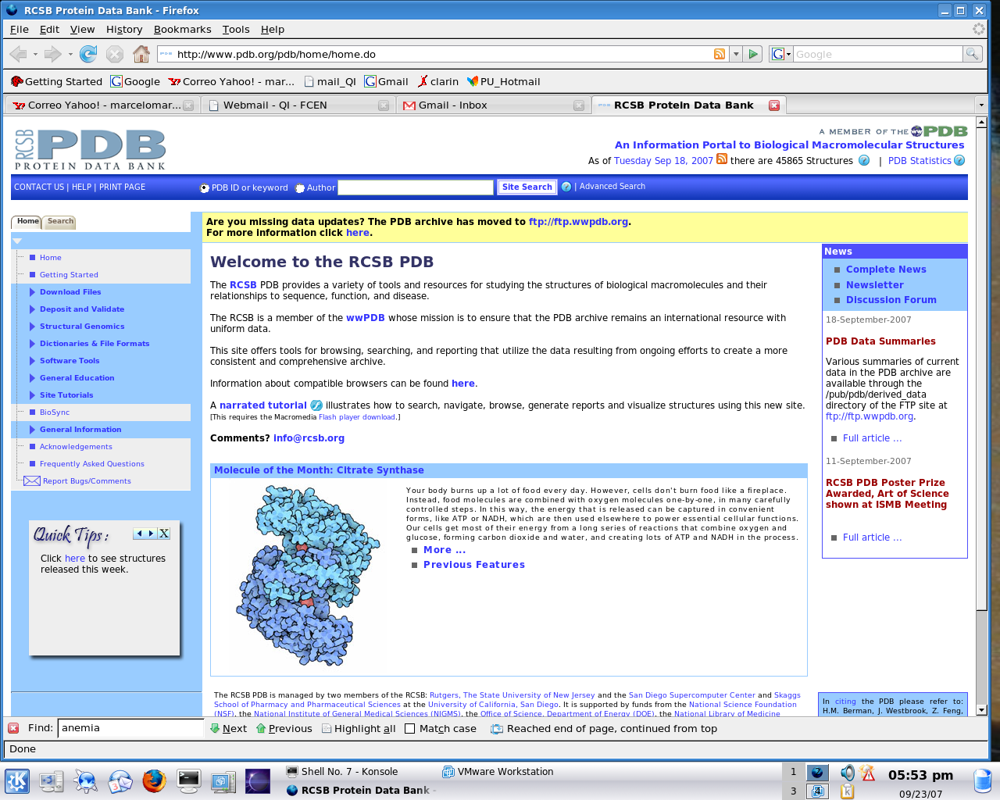 RCSB Protein Data Bank - Firefox
File Edit View History Bookmarks Tools Help
http://www.pdb.org/pdb/home/home.do
Google
Getting Started Google Correo Yahoo! - mar... mail_QI Gmail clarin PU_Hotmail
Correo Yahoo! - marcelomar... Webmail - QI - FCEN Gmail - Inbox RCSB Protein Data Bank
RCSB PDB
PROTEIN DATA BANK
A MEMBER OF THE PDB
An Information Portal to Biological Macromolecular Structures
As of Tuesday Sep 18, 2007 there are 45865 Structures | PDB Statistics
CONTACT US | HELP | PRINT PAGE PDB ID or keyword Author Site Search | Advanced Search
Home Search
Home
Getting Started
Download Files
Deposit and Validate
Structural Genomics
Dictionaries & File Formats
Software Tools
General Education
Site Tutorials
BioSync
General Information
Acknowledgements
Frequently Asked Questions
Report Bugs/Comments
Quick Tips: X
Click here to see structures
released this week.
Are you missing data updates? The PDB archive has moved to ftp://ftp.wwpdb.org.
For more information click here.
Welcome to the RCSB PDB
The RCSB PDB provides a variety of tools and resources for studying the structures of biological macromolecules and their
relationships to sequence, function, and disease.
The RCSB is a member of the wwPDB whose mission is to ensure that the PDB archive remains an international resource with
uniform data.
This site offers tools for browsing, searching, and reporting that utilize the data resulting from ongoing efforts to create a more
consistent and comprehensive archive.
Information about compatible browsers can be found here.
A narrated tutorial illustrates how to search, navigate, browse, generate reports and visualize structures using this new site.
[This requires the Macromedia Flash player download.]
Comments? info@rcsb.org
Molecule of the Month: Citrate Synthase
Your body burns up a lot of food every day. However, cells don't burn food like a fireplace.
Instead, food molecules are combined with oxygen molecules one-by-one, in many carefully
controlled steps. In this way, the energy that is released can be captured in convenient
forms, like ATP or NADH, which are then used elsewhere to power essential cellular functions.
Our cells get most of their energy from a long series of reactions that combine oxygen and
glucose, forming carbon dioxide and water, and creating lots of ATP and NADH in the process.
More ...
Previous Features
The RCSB PDB is managed by two members of the RCSB: Rutgers, The State University of New Jersey and the San Diego Supercomputer Center and Skaggs
School of Pharmacy and Pharmaceutical Sciences at the University of California, San Diego. It is supported by funds from the National Science Foundation
(NSF), the National Institute of General Medical Sciences (NIGMS), the Office of Science, Department of Energy (DOE), the National Library of Medicine
News
Complete News
Newsletter
Discussion Forum
18-September-2007
PDB Data Summaries
Various summaries of current
data in the PDB archive are
available through the
/pub/pdb/derived_data
directory of the FTP site at
ftp://ftp.wwpdb.org.
Full article ...
11-September-2007
RCSB PDB Poster Prize
Awarded, Art of Science
shown at ISMB Meeting
Full article ...
In citing the PDB please refer to:
H.M. Berman, J. Westbrook, Z. Feng,
Find: anemia Next Previous Highlight all Match case Reached end of page, continued from top
Done
Shell No. 7 - Konsole VMware Workstation
RCSB Protein Data Bank -
1
3 4
05:53 pm
09/23/07